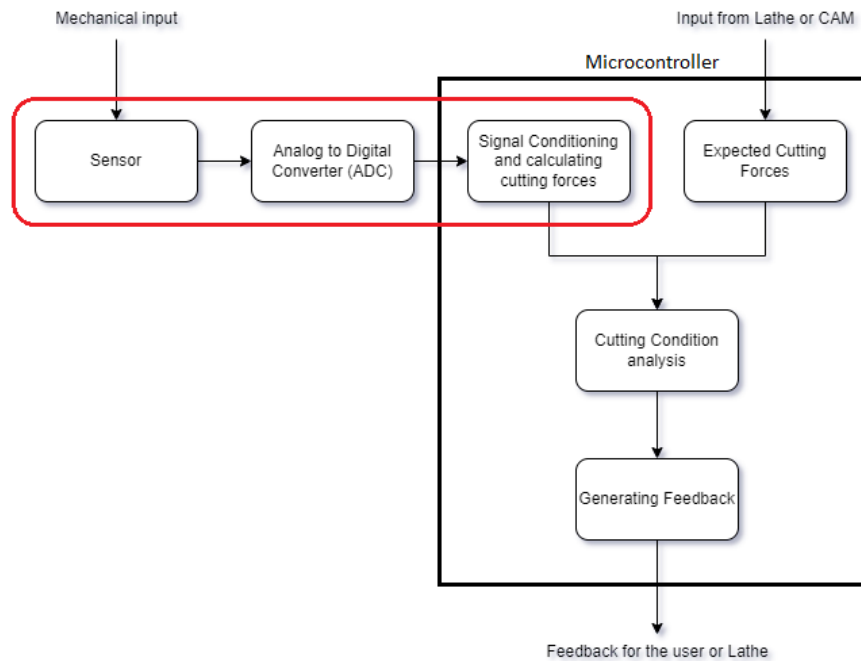 Mechanical input
Input from Lathe or CAM
Microcontroller
Sensor
Analog to Digital
Converter (ADC)
Signal Conditioning
and calculating
cutting forces
Expected Cutting
Forces
Cutting Condition
analysis
Generating Feedback
Feedback for the user or Lathe